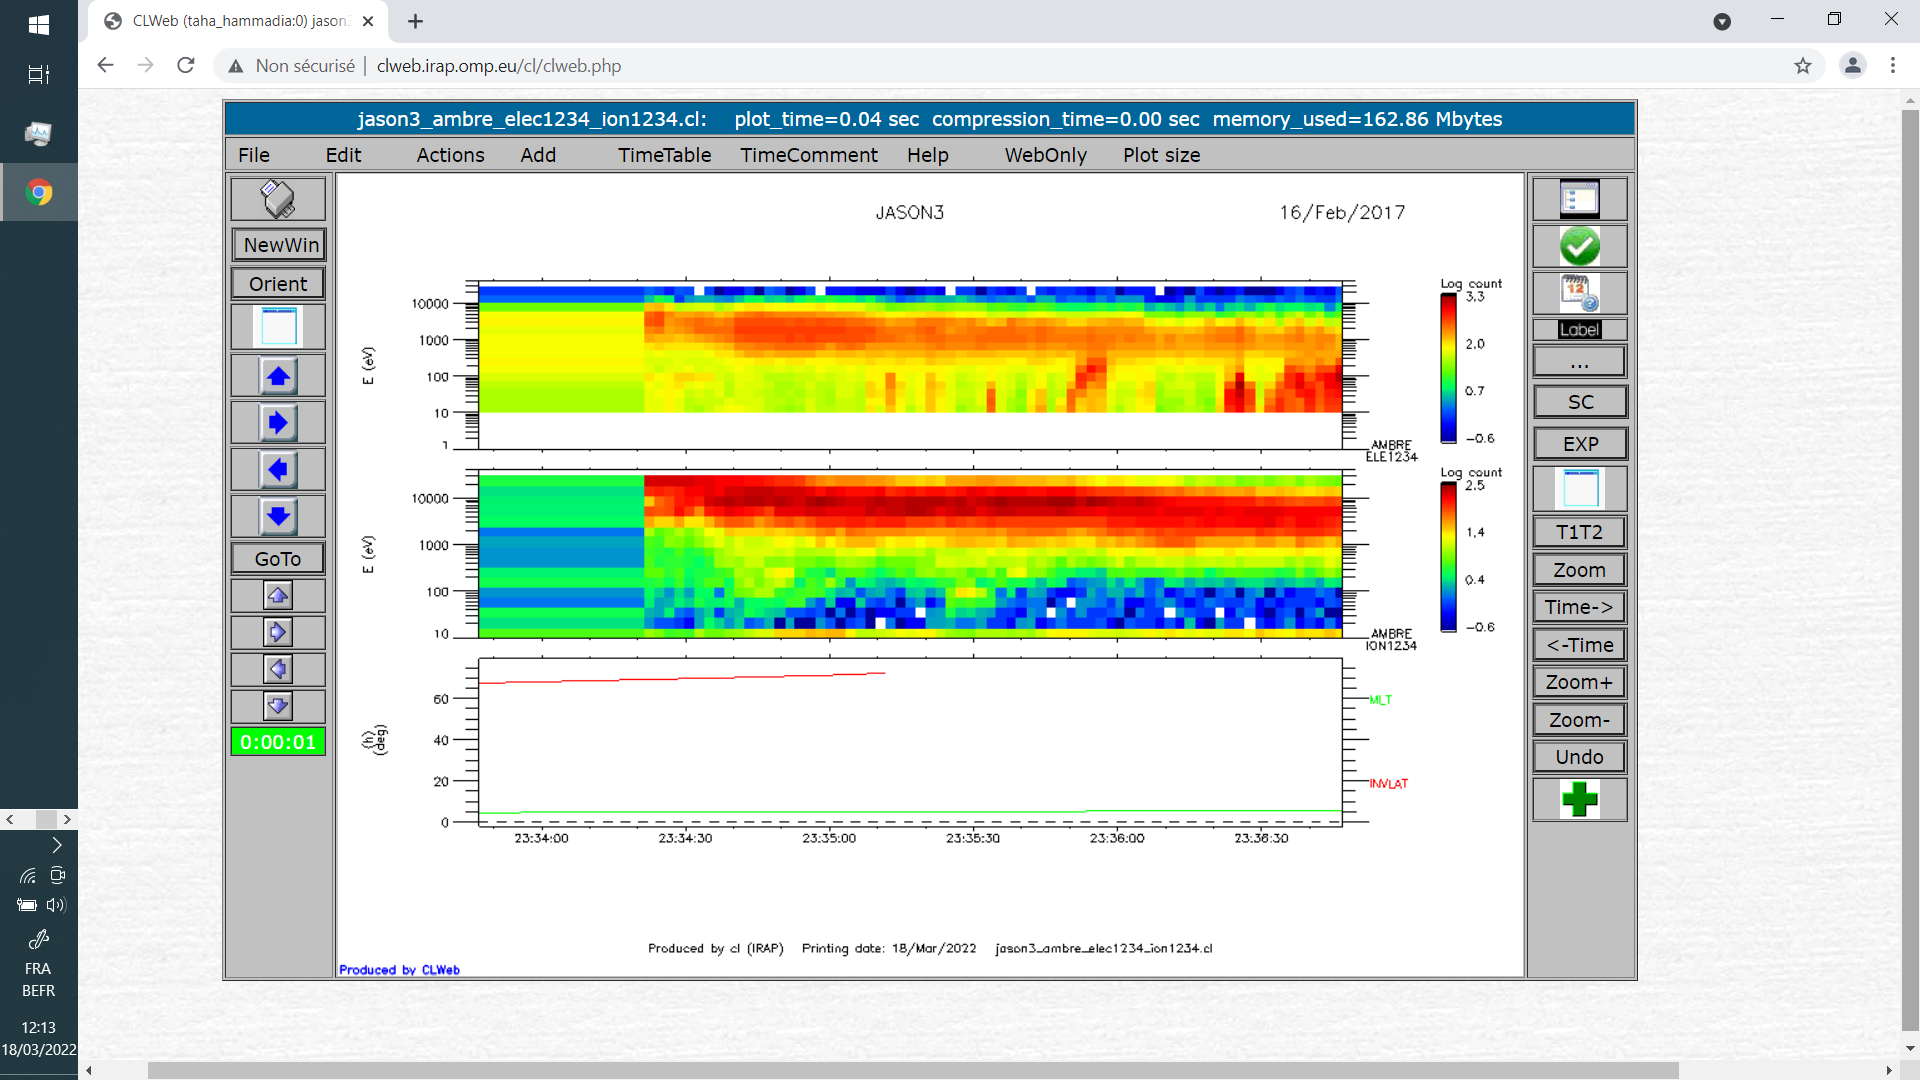 CLWeb (taha_hammadia:0) jason3
Non sécurisé | clweb.irap.omp.eu/cl/clweb.php
jason3_ambre_elec1234_ion1234.cl: plot_time=0.04 sec compression_time=0.00 sec memory_used=162.86 Mbytes
File Edit Actions Add TimeTable TimeComment Help WebOnly Plot size
NewWin
Orient
GoTo
0:00:01
JASON3 16/Feb/2017
E (eV)
10000
1000
100
10
1
Log count
3.3
2.0
0.7
-0.6
AMBRE
ELE1234
E (eV)
10000
1000
100
10
Log count
2.5
1.4
0.4
-0.6
AMBRE
ION1234
(h)
(deg)
60
40
20
0
MLT
INVLAT
23:34:00 23:34:30 23:35:00 23:35:30 23:36:00 23:36:30
Produced by cl (IRAP) Printing date: 18/Mar/2022 jason3_ambre_elec1234_ion1234.cl
Produced by CLWeb
12
Label
...
SC
EXP
T1T2
Zoom
Time->
<-Time
Zoom+
Zoom-
Undo
FRA
BEFR
12:13
18/03/2022